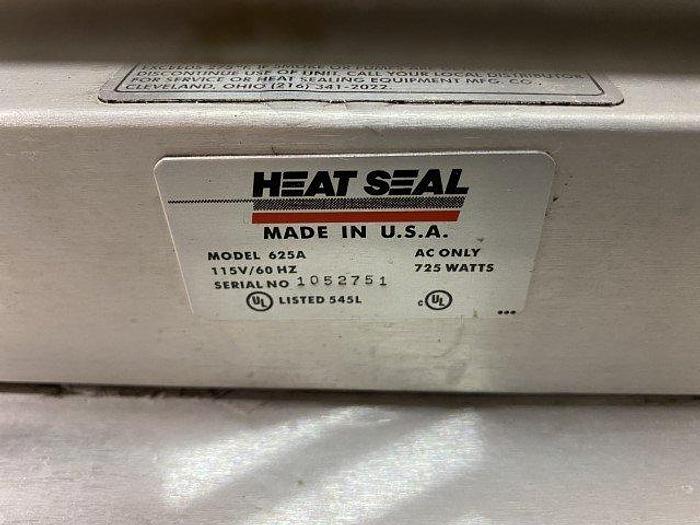 DISCONTINUE USE OF UNIT. CALL YOUR LOCAL DISTRIBUTOR
FOR SERVICE OR HEAT SEALING EQUIPMENT MFG. CO.,
CLEVELAND, OHIO (216) 341-2022.
HEAT SEAL
MADE IN U.S.A.
MODEL 625A AC ONLY
115V/60 HZ 725 WATTS
SERIAL NO 1052751
UL LISTED 545L c UL